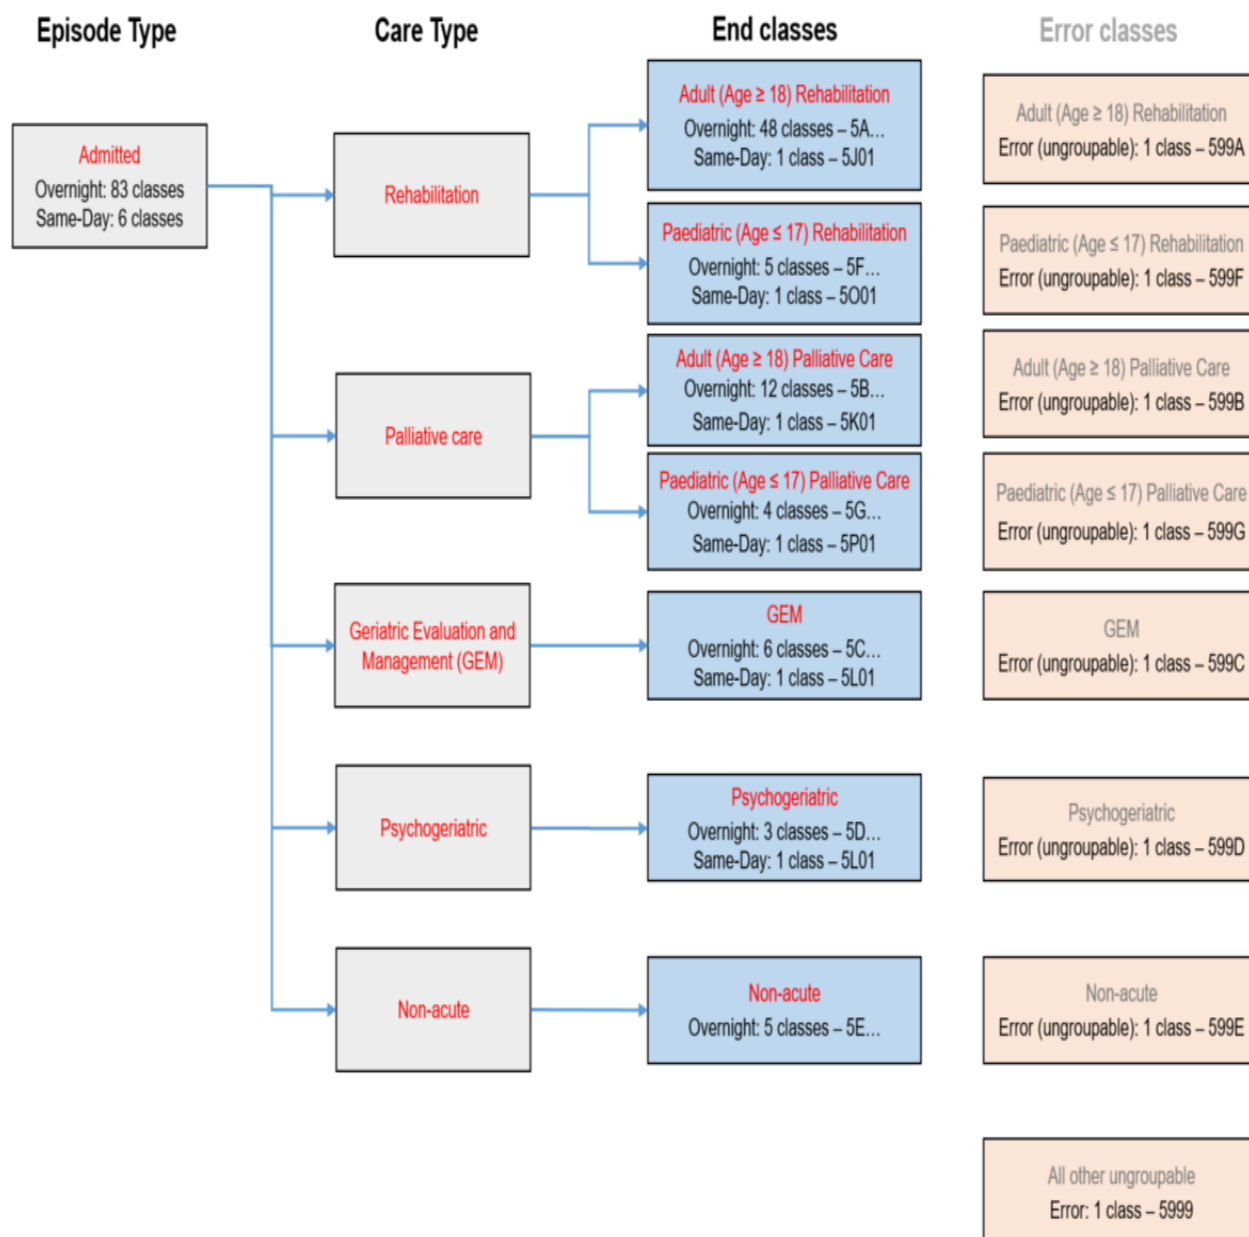 Episode Type
Care Type
End classes
Error classes
Admitted
Overnight: 83 classes
Same-Day: 6 classes
Rehabilitation
Adult (Age ≥ 18) Rehabilitation
Overnight: 48 classes – 5A…
Same-Day: 1 class – 5J01
Adult (Age ≥ 18) Rehabilitation
Error (ungroupable): 1 class – 599A
Paediatric (Age ≤ 17) Rehabilitation
Overnight: 5 classes – 5F…
Same-Day: 1 class – 5O01
Paediatric (Age ≤ 17) Rehabilitation
Error (ungroupable): 1 class – 599F
Palliative care
Adult (Age ≥ 18) Palliative Care
Overnight: 12 classes – 5B…
Same-Day: 1 class – 5K01
Adult (Age ≥ 18) Palliative Care
Error (ungroupable): 1 class – 599B
Paediatric (Age ≤ 17) Palliative Care
Overnight: 4 classes – 5G…
Same-Day: 1 class – 5P01
Paediatric (Age ≤ 17) Palliative Care
Error (ungroupable): 1 class – 599G
Geriatric Evaluation and
Management (GEM)
GEM
Overnight: 6 classes – 5C…
Same-Day: 1 class – 5L01
GEM
Error (ungroupable): 1 class – 599C
Psychogeriatric
Psychogeriatric
Overnight: 3 classes – 5D…
Same-Day: 1 class – 5L01
Psychogeriatric
Error (ungroupable): 1 class – 599D
Non-acute
Non-acute
Overnight: 5 classes – 5E…
Non-acute
Error (ungroupable): 1 class – 599E
All other ungroupable
Error: 1 class – 5999